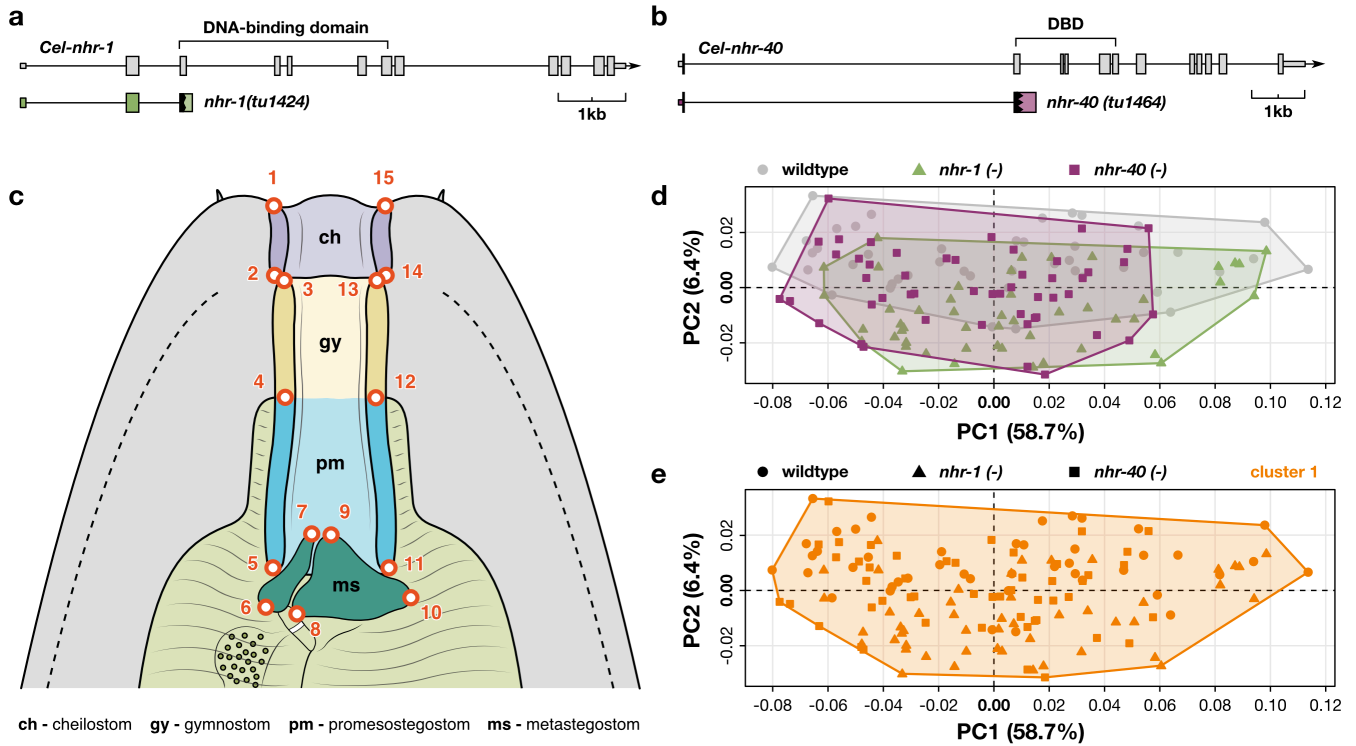 a
DNA-binding domain
Cel-nhr-1
nhr-1(tu1424)
1kb
b
DBD
Cel-nhr-40
nhr-40 (tu1464)
1kb
c
1
15
ch
2
14
3
13
gy
4
12
pm
7
9
5
11
ms
6
10
8
ch - cheilostom gy - gymnostom pm - promesostegostom ms - metastegostom
d
wildtype nhr-1 (-) nhr-40 (-)
PC2 (6.4%)
0.02
0.00
-0.02
-0.08 -0.06 -0.04 -0.02 0.00 0.02 0.04 0.06 0.08 0.10 0.12
PC1 (58.7%)
e
wildtype nhr-1 (-) nhr-40 (-) cluster 1
PC2 (6.4%)
0.02
0.00
-0.02
-0.08 -0.06 -0.04 -0.02 0.00 0.02 0.04 0.06 0.08 0.10 0.12
PC1 (58.7%)